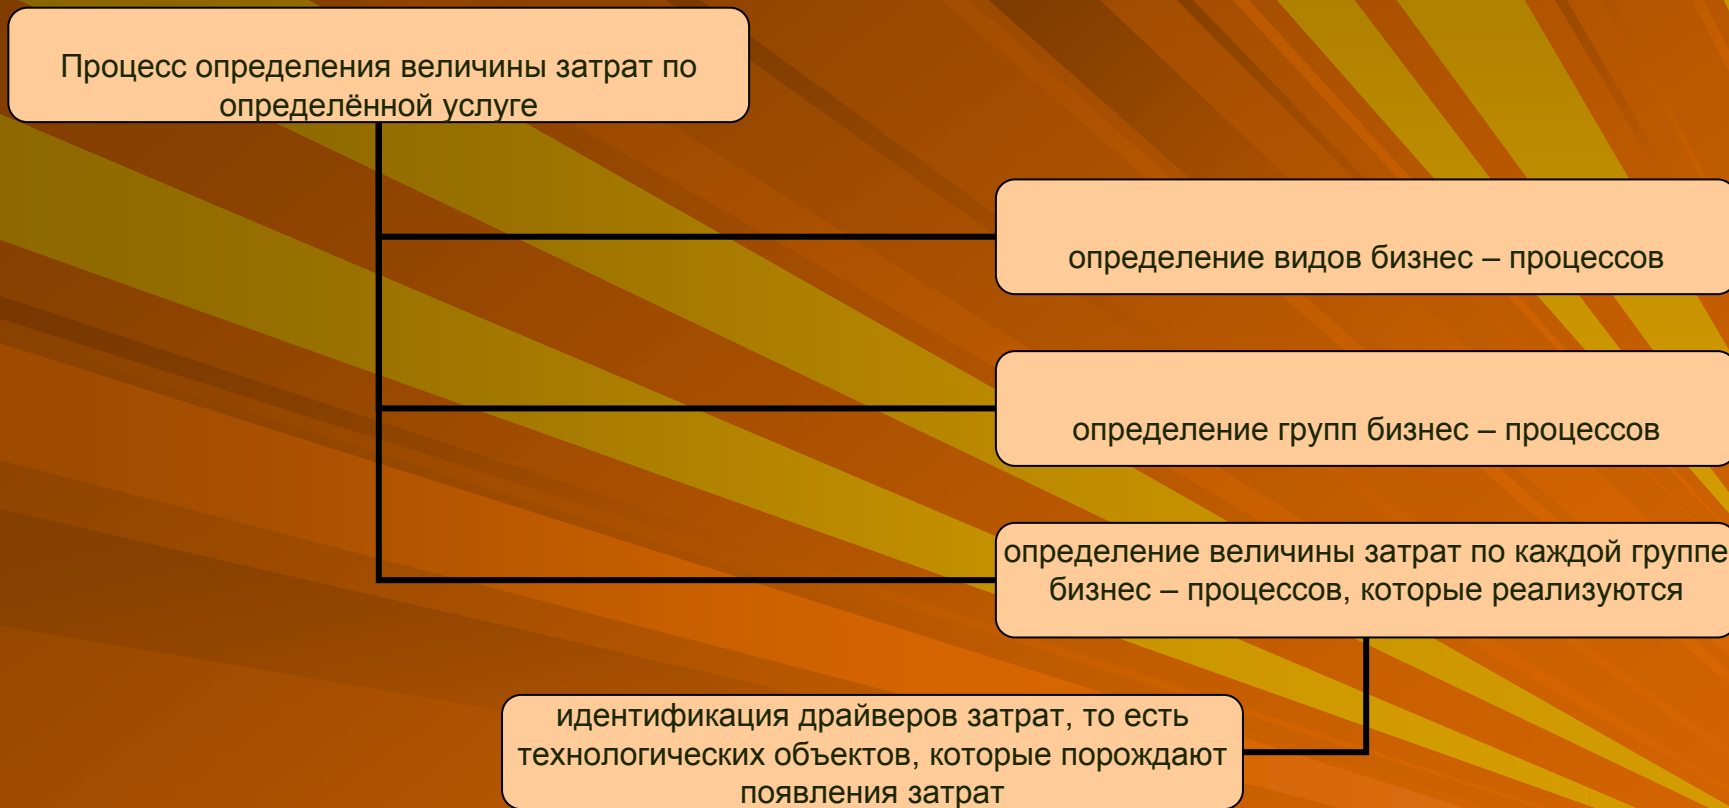 Процесс определения величины затрат по
определённой услуге
определение видов бизнес – процессов
определение групп бизнес – процессов
определение величины затрат по каждой группе
бизнес – процессов, которые реализуются
идентификация драйверов затрат, то есть
технологических объектов, которые порождают
появления затрат